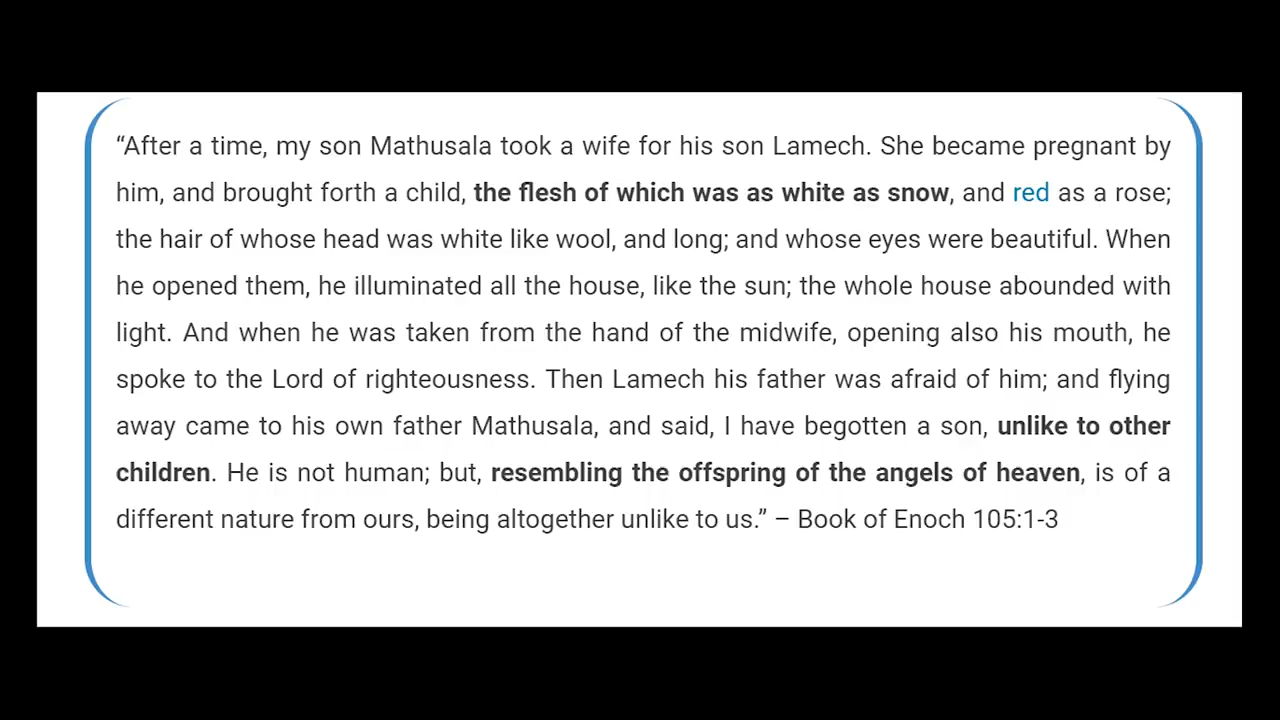 “After a time, my son Mathusala took a wife for his son Lamech. She became pregnant by
him, and brought forth a child, the flesh of which was as white as snow, and red as a rose;
the hair of whose head was white like wool, and long; and whose eyes were beautiful. When
he opened them, he illuminated all the house, like the sun; the whole house abounded with
light. And when he was taken from the hand of the midwife, opening also his mouth, he
spoke to the Lord of righteousness. Then Lamech his father was afraid of him; and flying
away came to his own father Mathusala, and said, I have begotten a son, unlike to other
children. He is not human; but, resembling the offspring of the angels of heaven, is of a
different nature from ours, being altogether unlike to us.” – Book of Enoch 105:1-3